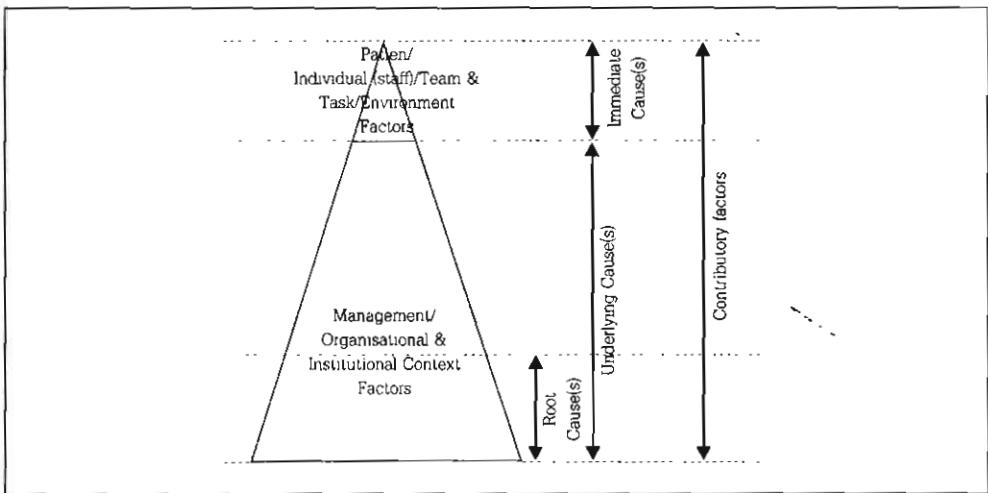 Patien/
Individual (staff)/Team &
Task/Environment
/Factors
Immediate
Cause(s)
Underlying Cause(s)
Contributory factors
Management/
Organisational &
Institutional Context
Factors
Root
Cause(s)